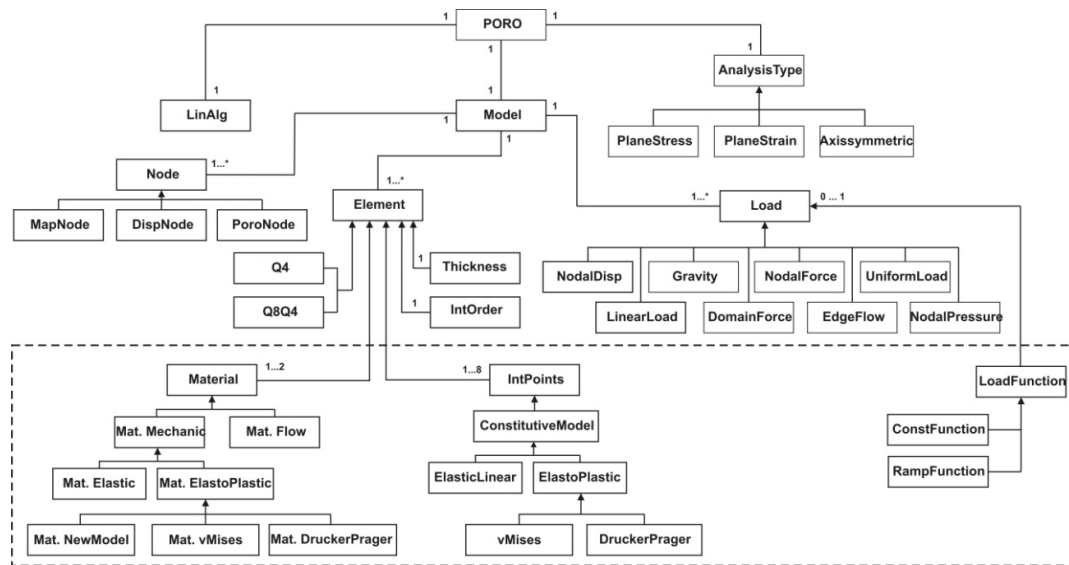 1 PORO 1
1
1
AnalysisType
1 1
LinAlg
1 Model 1
1
PlaneStress PlaneStrain Axissymmetric
1...*
Node
1...*
Element
1...* 0 ... 1
Load
MapNode DispNode PoroNode
Q4
1 Thickness
NodalDisp Gravity NodalForce UniformLoad
Q8Q4
1 IntOrder
LinearLoad DomainForce EdgeFlow NodalPressure
Material 1...2
1...8 IntPoints
LoadFunction
Mat. Mechanic Mat. Flow
ConstitutiveModel
ConstFunction
Mat. Elastic Mat. ElastoPlastic
ElasticLinear ElastoPlastic
RampFunction
Mat. NewModel Mat. vMises Mat. DruckerPrager
vMises DruckerPrager